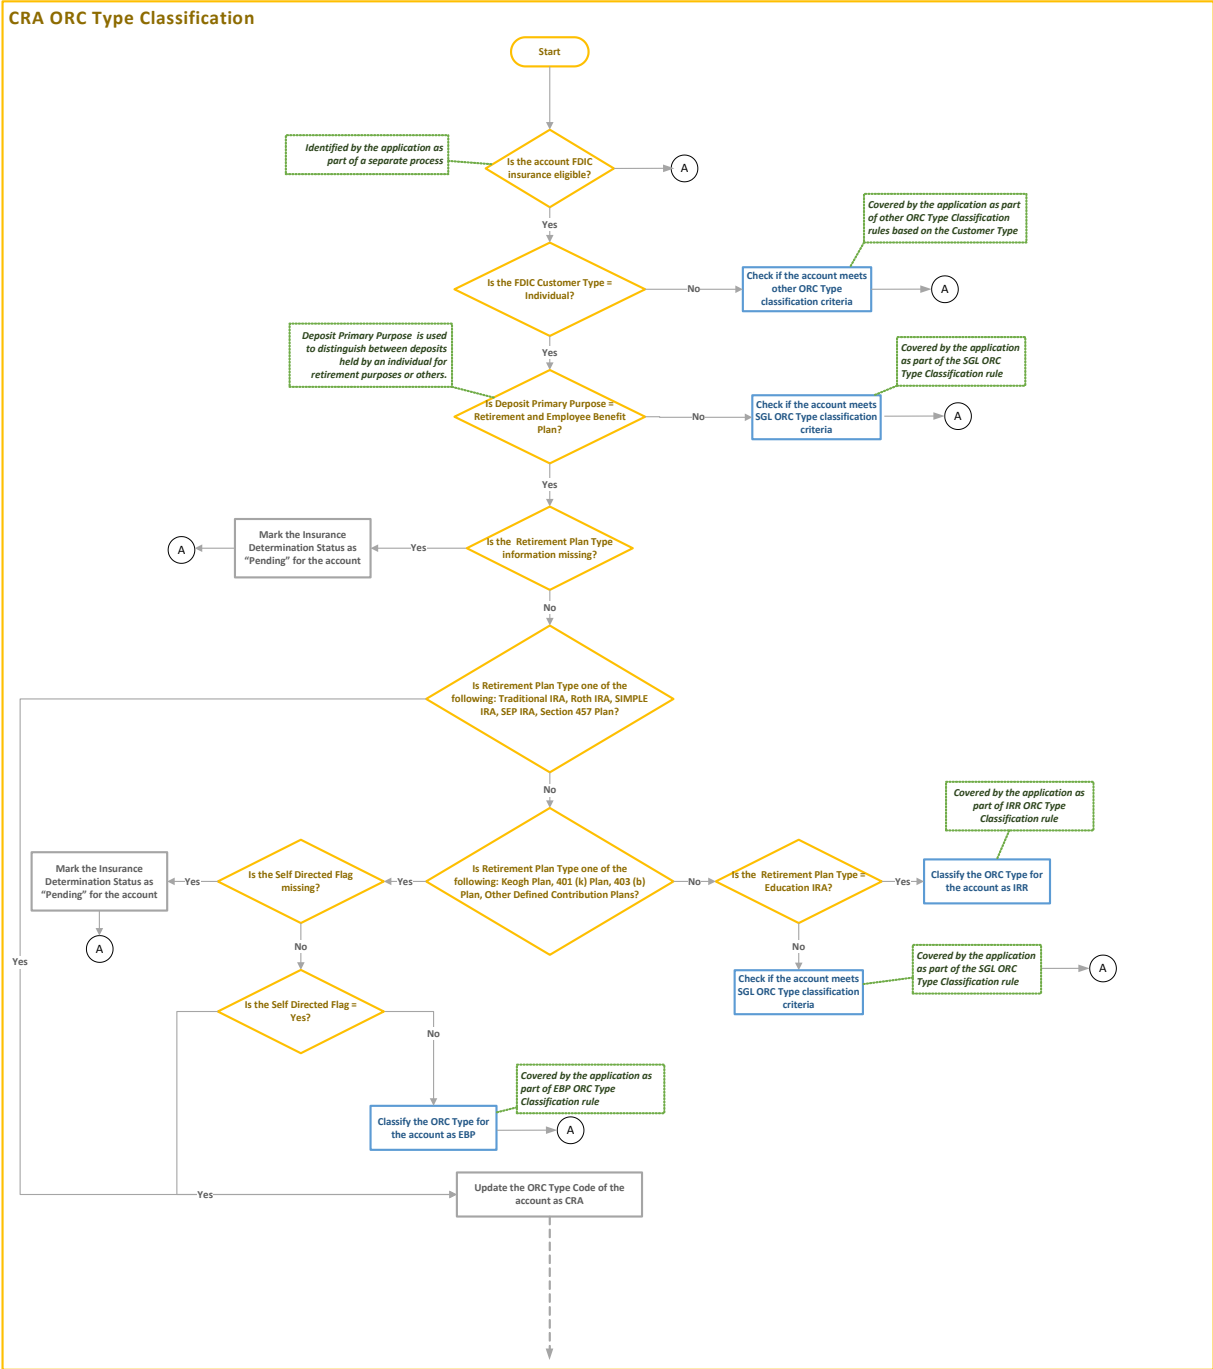 CRA ORC Type Classification
Start
Identified by the application as
part of a separate process
Is the account FDIC
insurance eligible?
A
Yes
Covered by the application as part
of other ORC Type Classification
rules based on the Customer Type
Is the FDIC Customer Type =
Individual?
No
Check if the account meets
other ORC Type
classification criteria
A
Yes
Deposit Primary Purpose is used
to distinguish between deposits
held by an individual for
retirement purposes or others.
Covered by the application
as part of the SGL ORC
Type Classification rule
Is Deposit Primary Purpose =
Retirement and Employee Benefit
Plan?
No
Check if the account meets
SGL ORC Type classification
criteria
A
Yes
A
Mark the Insurance
Determination Status as
“Pending” for the account
Yes
Is the Retirement Plan Type
information missing?
No
Is Retirement Plan Type one of the
following: Traditional IRA, Roth IRA, SIMPLE
IRA, SEP IRA, Section 457 Plan?
No
Covered by the application as
part of IRR ORC Type
Classification rule
Mark the Insurance
Determination Status as
“Pending” for the account
Yes
Is the Self Directed Flag
missing?
Yes
Is Retirement Plan Type one of the
following: Keogh Plan, 401 (k) Plan, 403 (b)
Plan, Other Defined Contribution Plans?
No
Is the Retirement Plan Type =
Education IRA?
Yes
Classify the ORC Type for
the account as IRR
A
No
No
Yes
Covered by the application
as part of the SGL ORC
Type Classification rule
A
Check if the account meets
SGL ORC Type classification
criteria
Is the Self Directed Flag =
Yes?
No
Covered by the application as
part of EBP ORC Type
Classification rule
Classify the ORC Type for
the account as EBP
A
Yes
Update the ORC Type Code of the
account as CRA